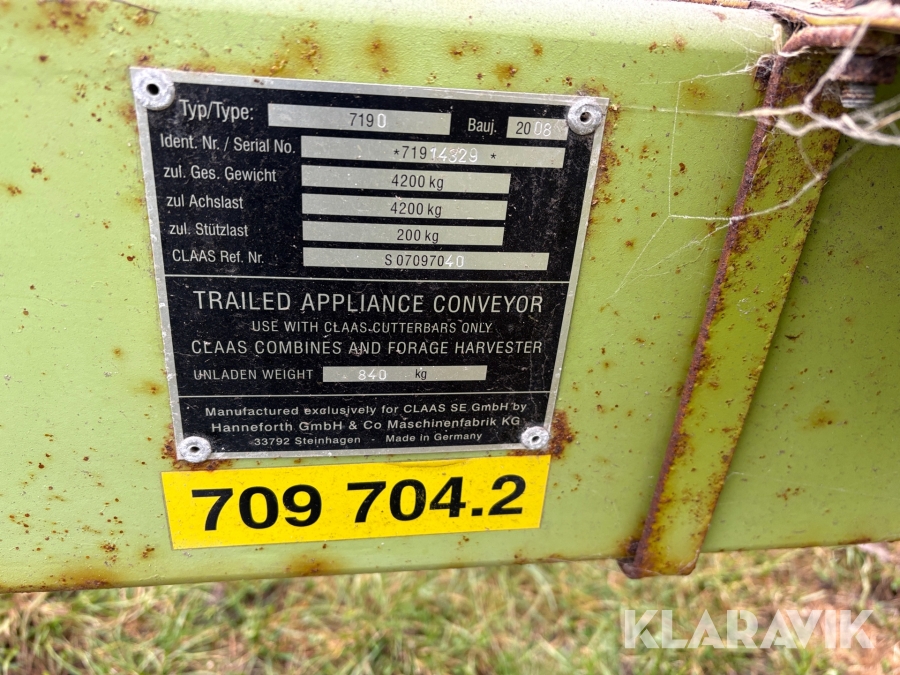 Typ/Type: 7190 Bauj. 2008
Ident. Nr. / Serial No. *71914329 *
zul. Ges. Gewicht 4200 kg
zul Achslast 4200 kg
zul. Stützlast 200 kg
CLAAS Ref. Nr. S 0709704.0
TRAILED APPLIANCE CONVEYOR
USE WITH CLAAS-CUTTERBARS ONLY
CLAAS COMBINES AND FORAGE HARVESTER
UNLADEN WEIGHT 840 kg
Manufactured exclusively for CLAAS SE GmbH by
Hanneforth GmbH & Co Maschinenfabrik KG
33792 Steinhagen - Made in Germany
709 704.2
KLARAVIK